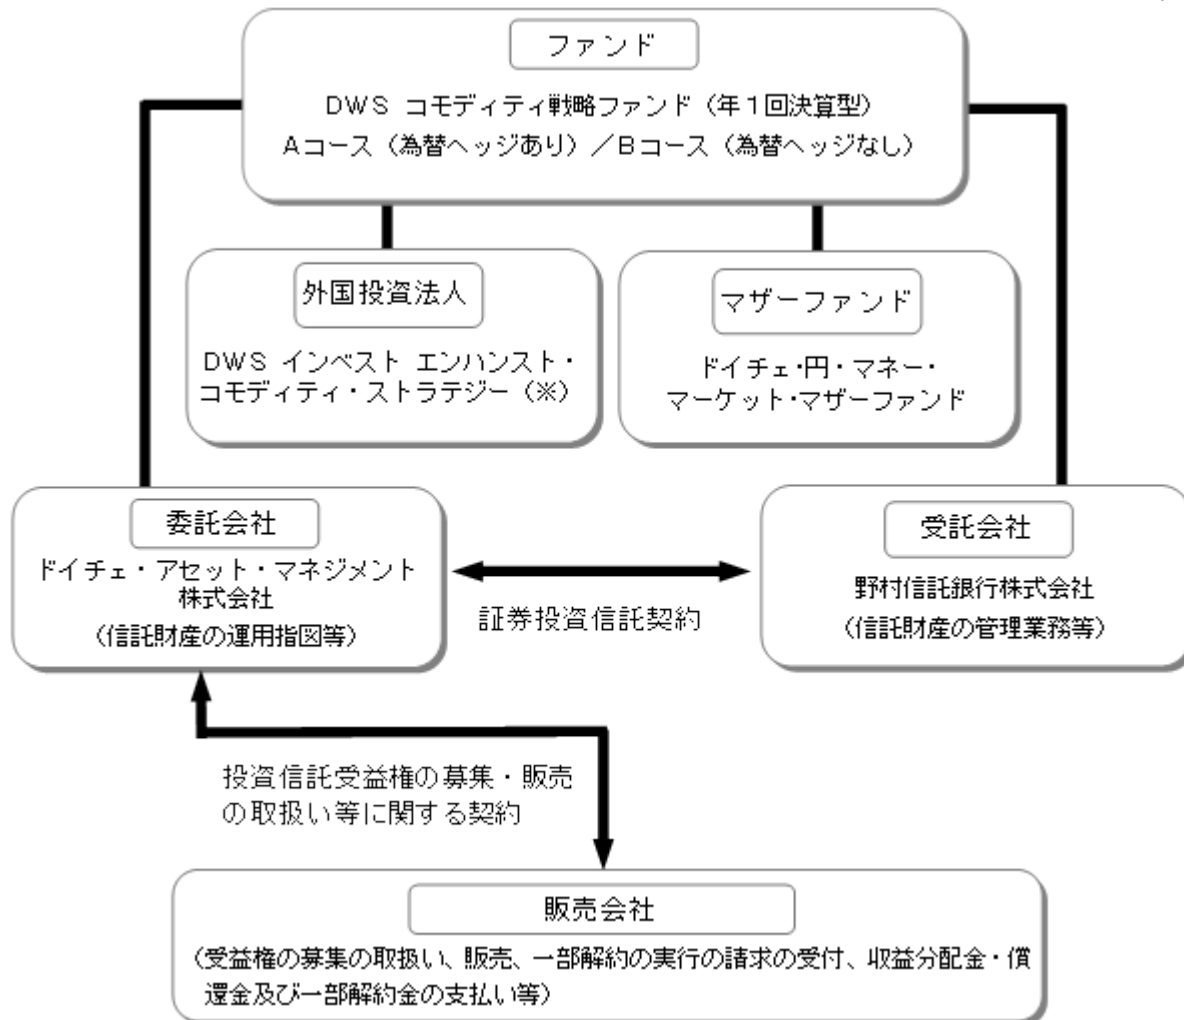 ファンド
DWS コモディティ戦略ファンド（年１回決算型）
Aコース（為替ヘッジあり）／Bコース（為替ヘッジなし）
外国投資法人
DWS インベスト エンハンスト・
コモディティ・ストラテジー（※）
マザーファンド
ドイチェ・円・マネー・
マーケット・マザーファンド
委託会社
ドイチェ・アセット・マネジメント
株式会社
（信託財産の運用指図等）
証券投資信託契約
受託会社
野村信託銀行株式会社
（信託財産の管理業務等）
投資信託受益権の募集・販売
の取扱い等に関する契約
販売会社
（受益権の募集の取扱い、販売、一部解約の実行の請求の受付、収益分配金・償
還金及び一部解約金の支払い等）